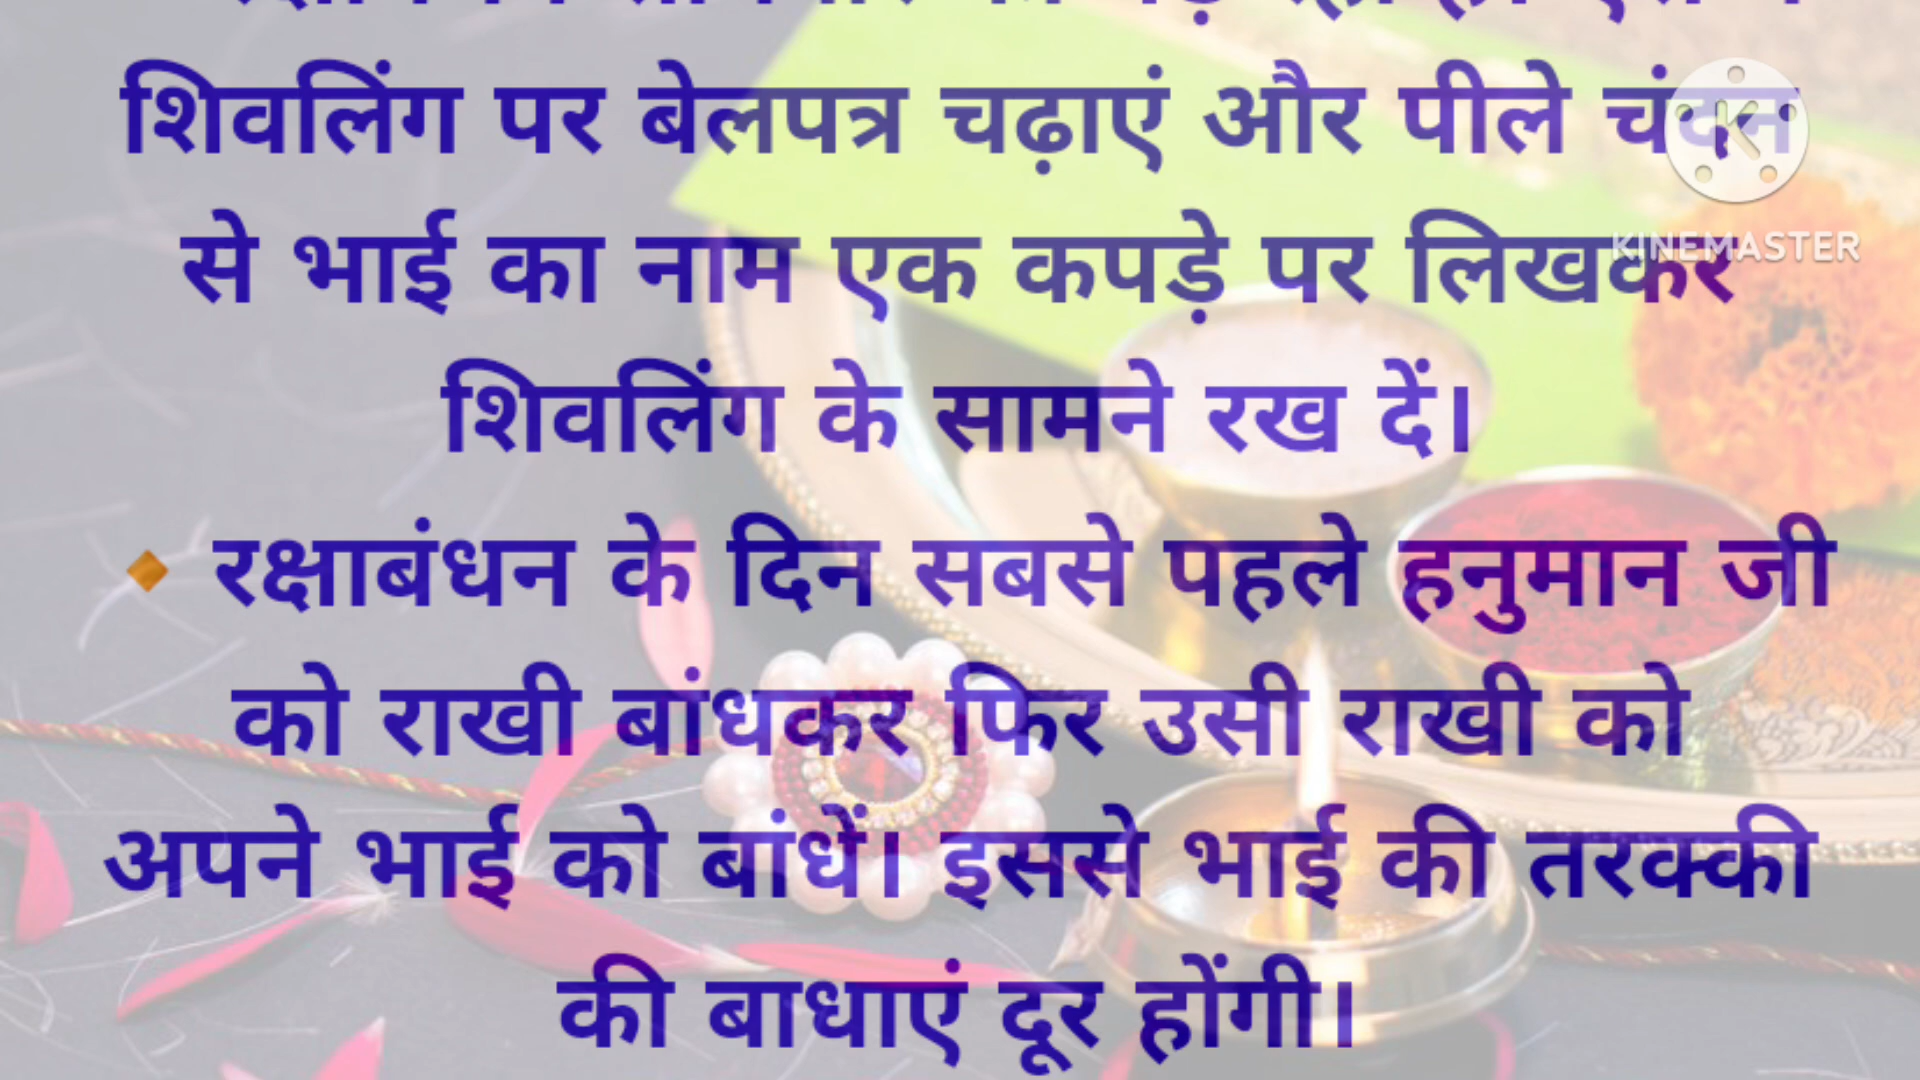 शिवलिंग पर बेलपत्र चढ़ाएं और पीले चंदन
से भाई का नाम एक कपड़े पर लिखकर
KINEMASTER
शिवलिंग के सामने रख दें।
रक्षाबंधन के दिन सबसे पहले हनुमान जी
को राखी बांधकर फिर उसी राखी को
अपने भाई को बांधें। इससे भाई की तरक्की
की बाधाएं दूर होंगी।